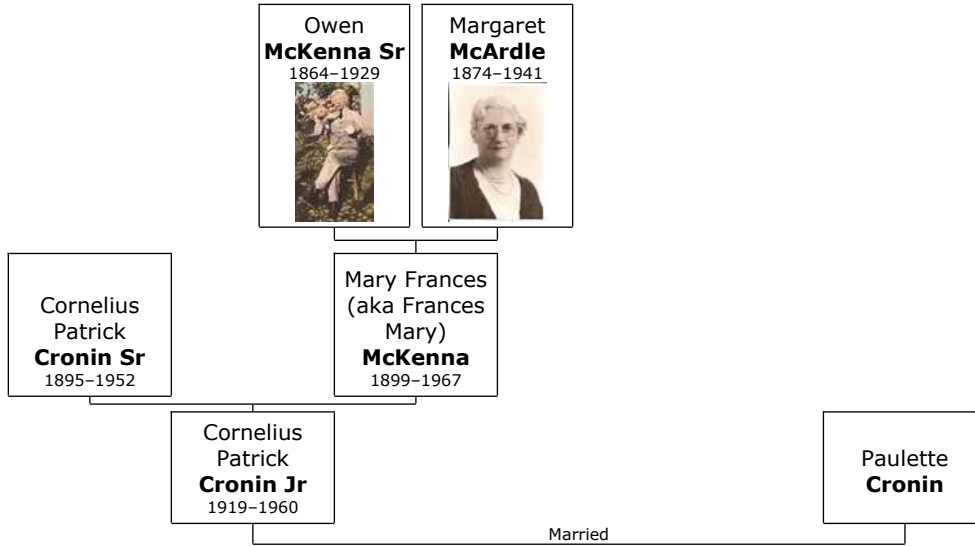 Owen
McKenna Sr
1864–1929
Margaret
McArdle
1874–1941
Cornelius
Patrick
Cronin Sr
1895–1952
Mary Frances
(aka Frances
Mary)
McKenna
1899–1967
Cornelius
Patrick
Cronin Jr
1919–1960
Paulette
Cronin
Married